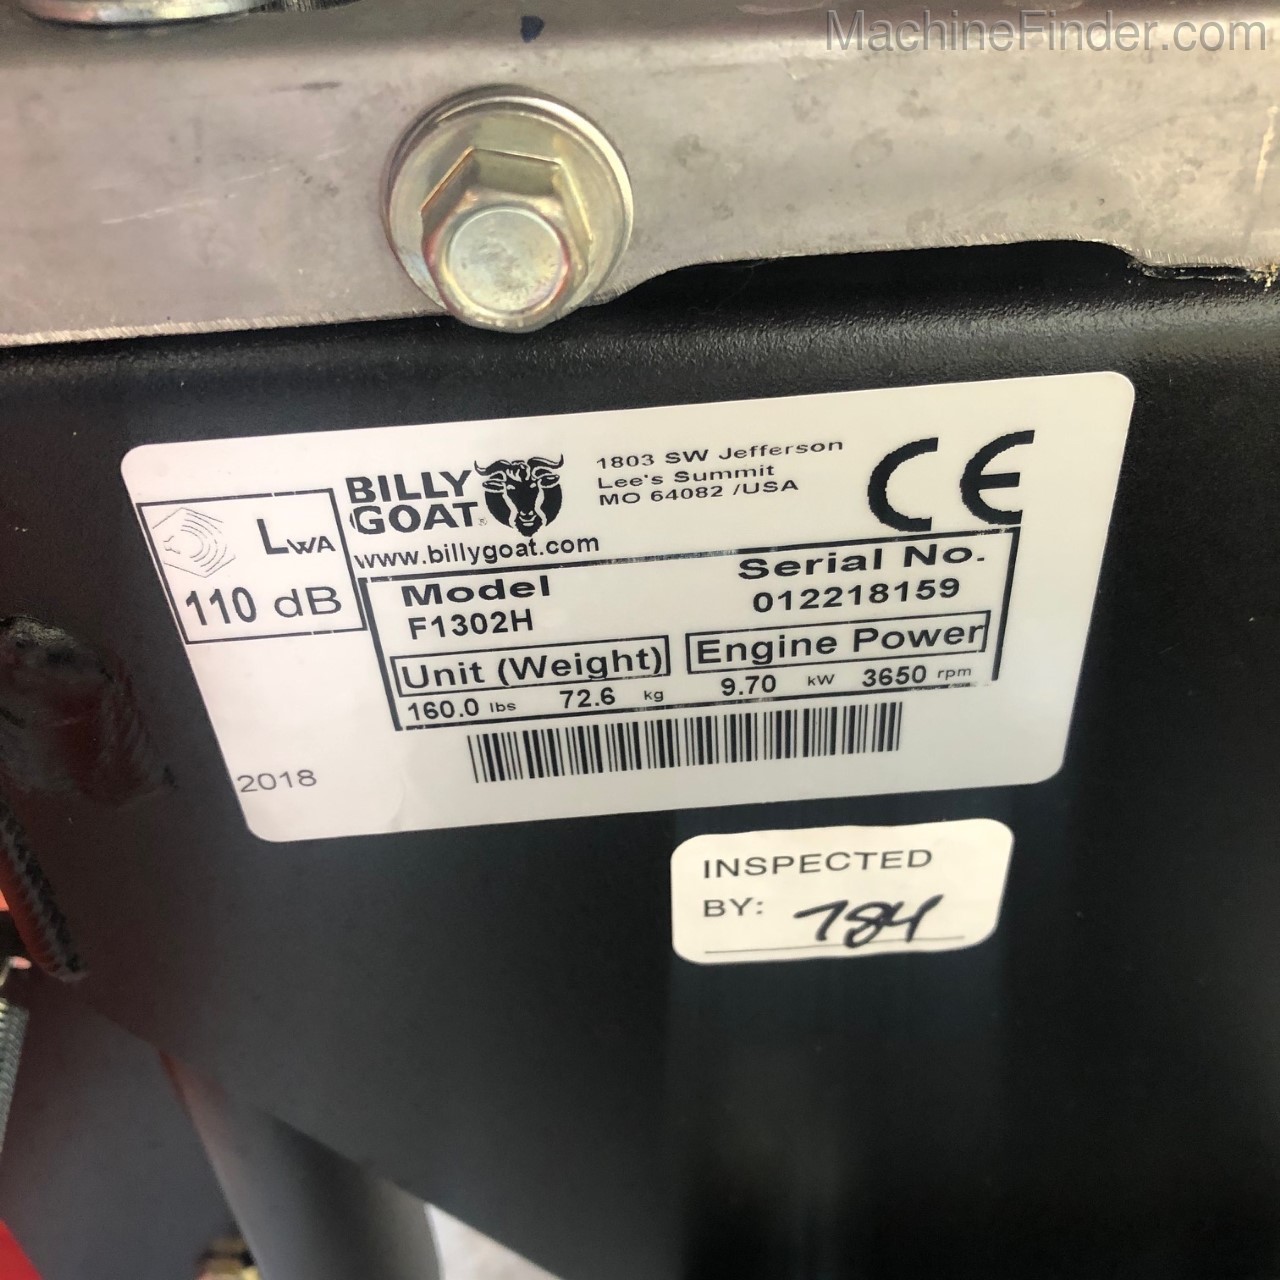 MachineFinder.com
BILLY GOAT®
1803 SW Jefferson
Lee's Summit
MO 64082 /USA
CE
www.billygoat.com
LWA
110 dB
Model
F1302H
Serial No.
012218159
Unit (Weight)
160.0 lbs 72.6 kg
Engine Power
9.70 kW 3650 rpm
2018
INSPECTED
BY: 784